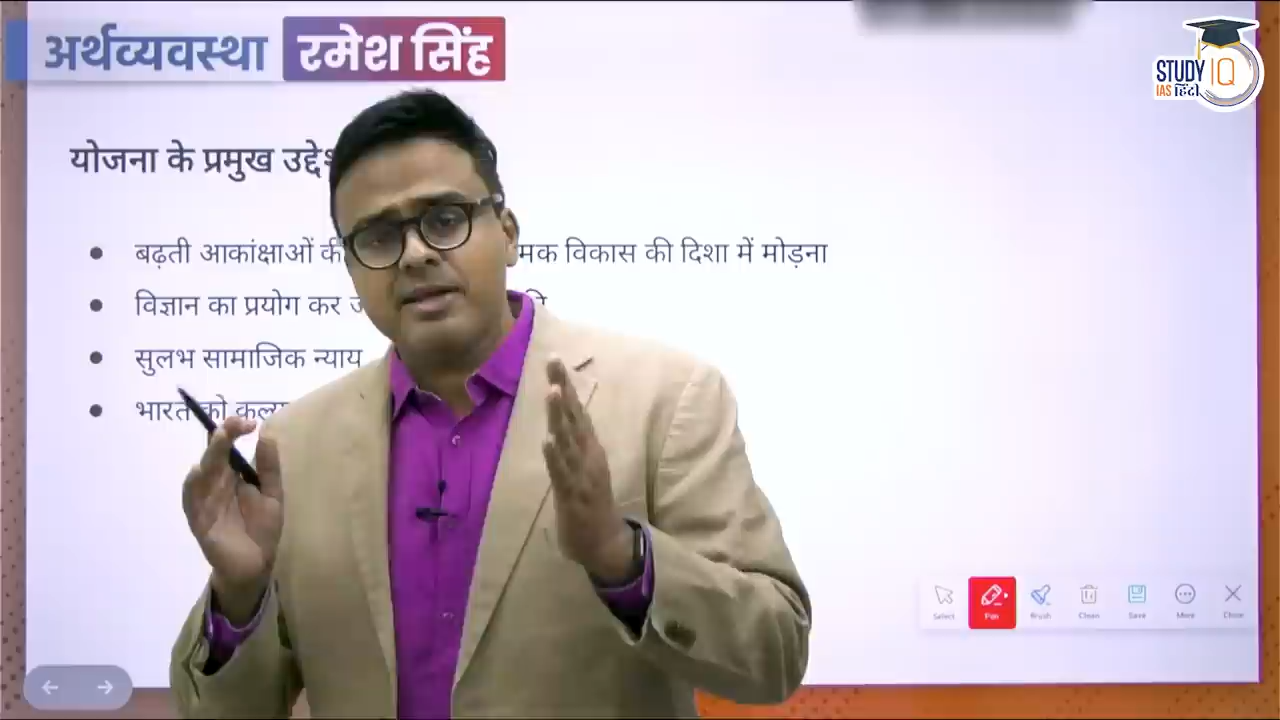 अर्थव्यवस्था रमेश सिंह
STUDY IQ
IAS हिंदी
योजना के प्रमुख
बढ़ती आकांक्षाओं की विकास की दिशा में मोड़ना
विज्ञान का प्रयोग कर
सुलभ सामाजिक न्याय
भारत को
Select Pen Brush Clean Save More Close